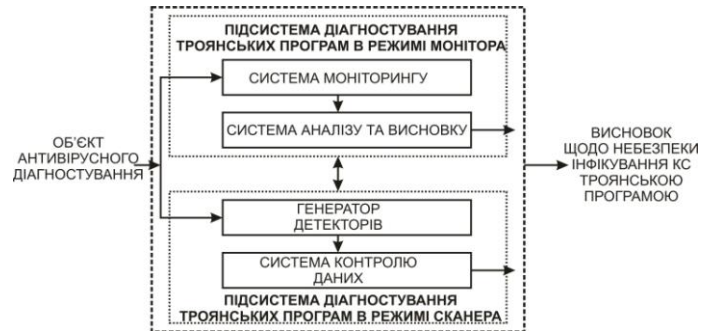 ПІДСИСТЕМА ДІАГНОСТУВАННЯ
ТРОЯНСЬКИХ ПРОГРАМ В РЕЖИМІ МОНІТОРА
СИСТЕМА МОНІТОРИНГУ
СИСТЕМА АНАЛІЗУ ТА ВИСНОВКУ
ОБ'ЄКТ
АНТИВІРУСНОГО
ДІАГНОСТУВАННЯ
ВИСНОВОК
ЩОДО НЕБЕЗПЕКИ
ІНФІКУВАННЯ КС
ТРОЯНСЬКОЮ
ПРОГРАМОЮ
ГЕНЕРАТОР
ДЕТЕКТОРІВ
СИСТЕМА КОНТРОЛЮ
ДАНИХ
ПІДСИСТЕМА ДІАГНОСТУВАННЯ
ТРОЯНСЬКИХ ПРОГРАМ В РЕЖИМІ СКАНЕРА